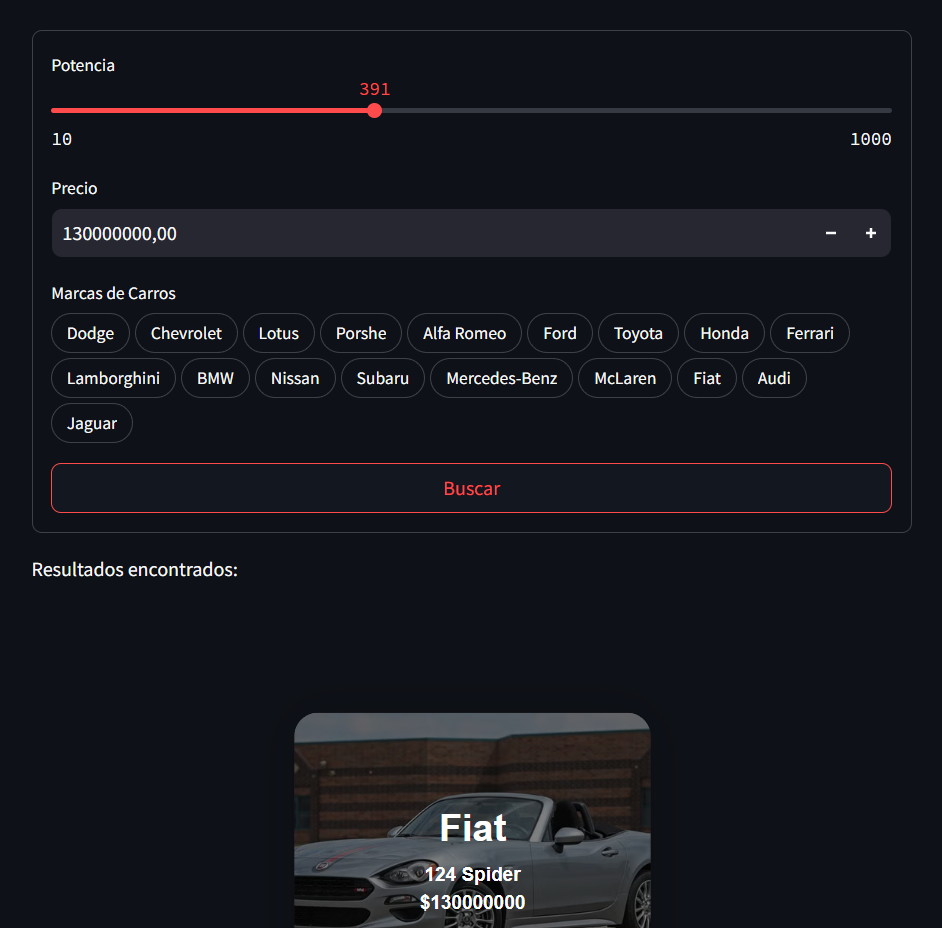 Potencia
391
10 1000
Precio
130000000,00 − +
Marcas de Carros
Dodge Chevrolet Lotus Porshe Alfa Romeo Ford Toyota Honda Ferrari
Lamborghini BMW Nissan Subaru Mercedes-Benz McLaren Fiat Audi
Jaguar
Buscar
Resultados encontrados:
Fiat
124 Spider
$130000000